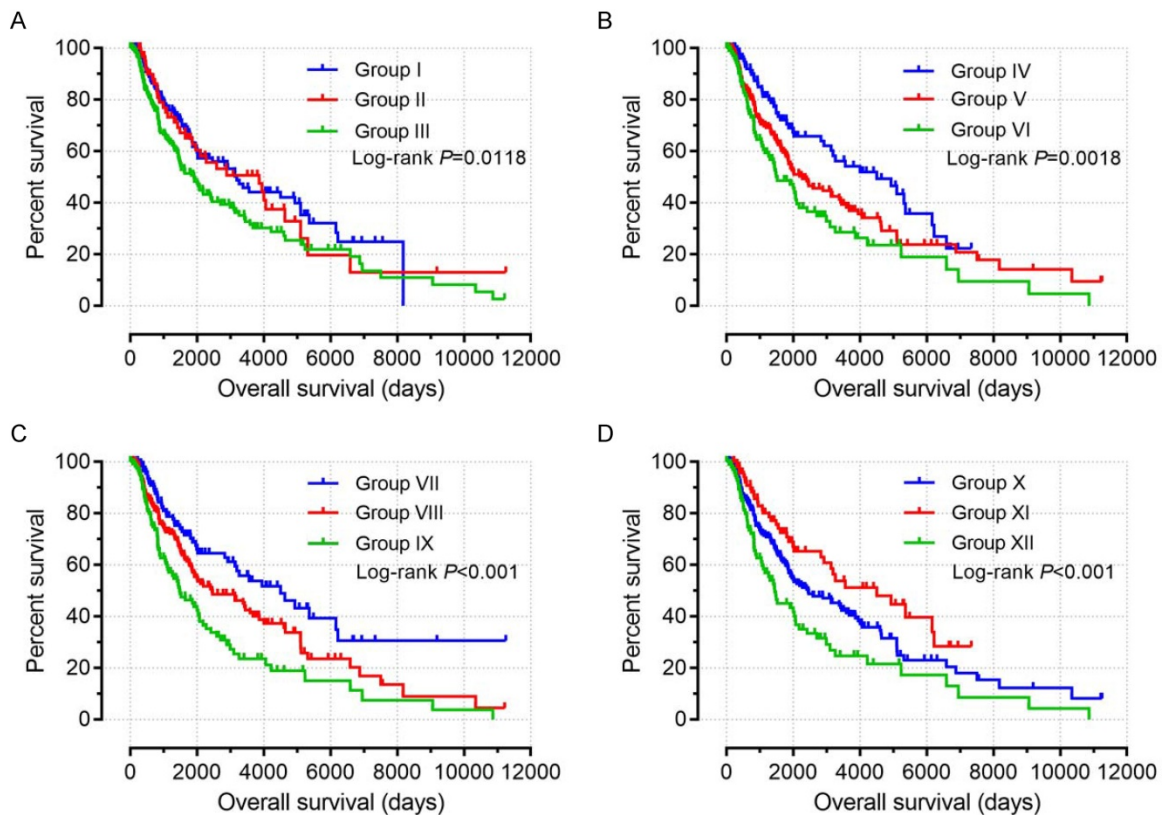 A
Percent survival
100
80
60
40
20
0
Group I
Group II
Group III
Log-rank P=0.0118
0 2000 4000 6000 8000 10000 12000
Overall survival (days)
B
Percent survival
100
80
60
40
20
0
Group IV
Group V
Group VI
Log-rank P=0.0018
0 2000 4000 6000 8000 10000 12000
Overall survival (days)
C
Percent survival
100
80
60
40
20
0
Group VII
Group VIII
Group IX
Log-rank P<0.001
0 2000 4000 6000 8000 10000 12000
Overall survival (days)
D
Percent survival
100
80
60
40
20
0
Group X
Group XI
Group XII
Log-rank P<0.001
0 2000 4000 6000 8000 10000 12000
Overall survival (days)